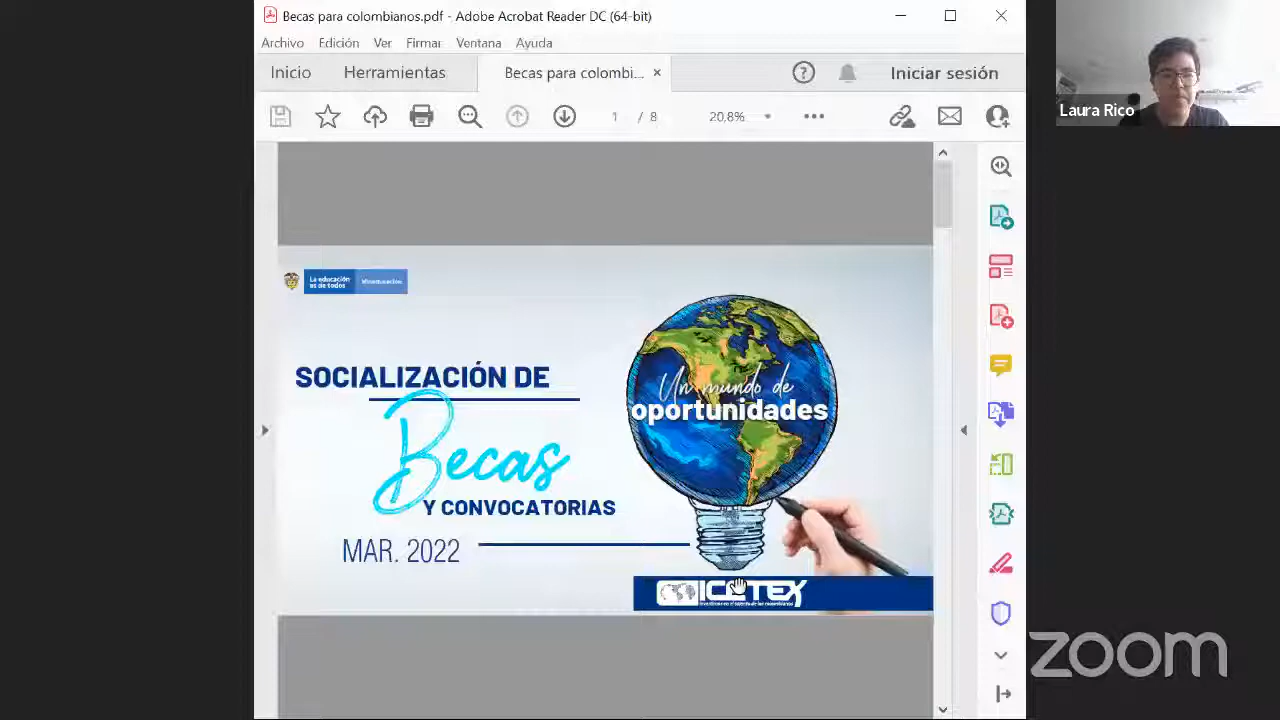 Becas para colombianos.pdf - Adobe Acrobat Reader DC (64-bit)
Archivo Edición Ver Firmar Ventana Ayuda
Inicio Herramientas Becas para colombi... × Iniciar sesión
1 / 8 20,8%
Laura Rico
La educación
es de todos
Mineducación
SOCIALIZACIÓN DE
Becas
Y CONVOCATORIAS
MAR. 2022
Un mundo de
oportunidades
ICETEX
zoom